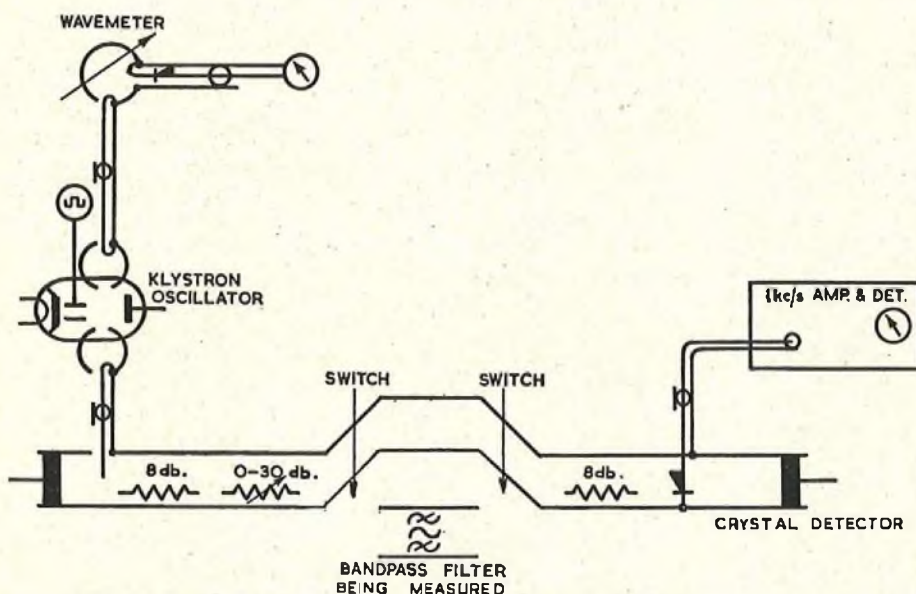 WAVEMETER
KLYSTRON
OSCILLATOR
1kc/s AMP. & DET.
SWITCH
SWITCH
8db.
0-30 db.
8db.
CRYSTAL DETECTOR
BANDPASS FILTER
BEING MEASURED